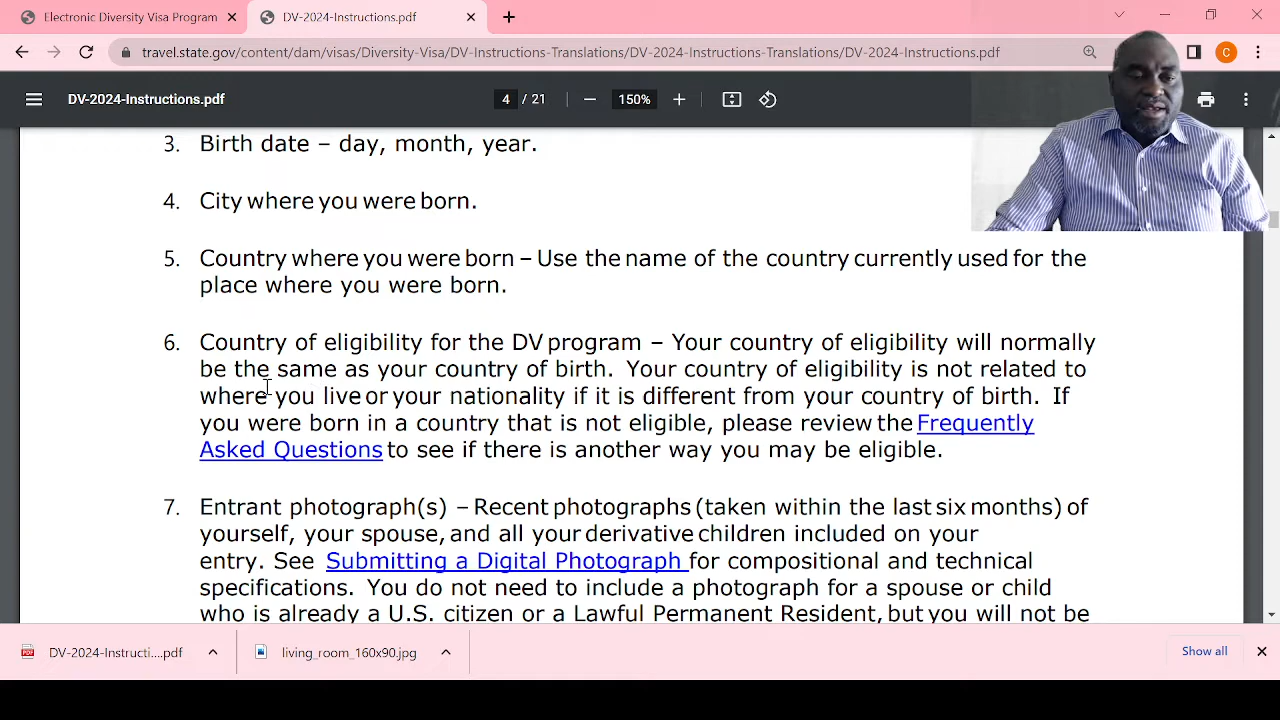 Electronic Diversity Visa Program
DV-2024-Instructions.pdf
travel.state.gov/content/dam/visas/Diversity-Visa/DV-Instructions-Translations/DV-2024-Instructions-Translations/DV-2024-Instructions.pdf
C
DV-2024-Instructions.pdf
4 / 21
150%
3. Birth date – day, month, year.
4. City where you were born.
5. Country where you were born – Use the name of the country currently used for the
place where you were born.
6. Country of eligibility for the DV program – Your country of eligibility will normally
be the same as your country of birth. Your country of eligibility is not related to
where you live or your nationality if it is different from your country of birth. If
you were born in a country that is not eligible, please review the Frequently
Asked Questions to see if there is another way you may be eligible.
7. Entrant photograph(s) – Recent photographs (taken within the last six months) of
yourself, your spouse, and all your derivative children included on your
entry. See Submitting a Digital Photograph for compositional and technical
specifications. You do not need to include a photograph for a spouse or child
who is already a U.S. citizen or a Lawful Permanent Resident, but you will not be
DV-2024-Instructi....pdf
living_room_160x90.jpg
Show all